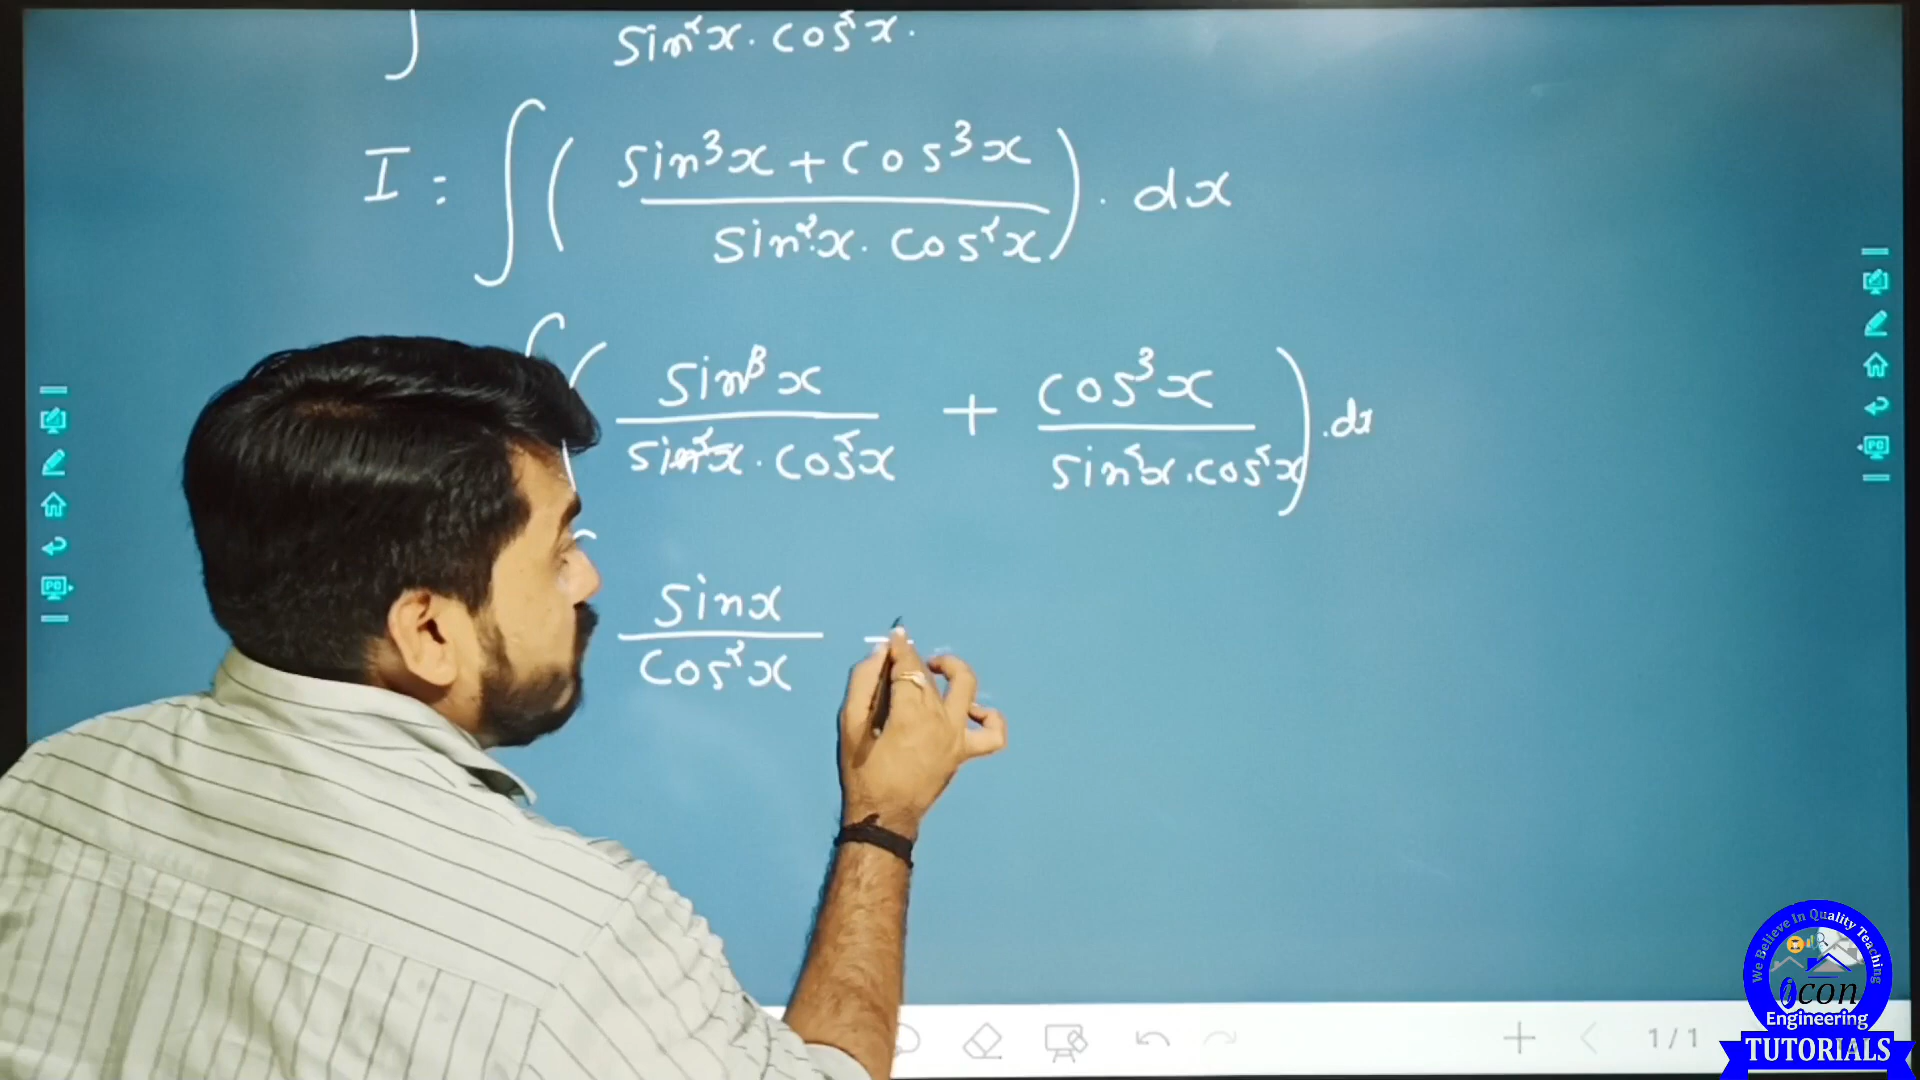 ∫ sin²x . cos²x .
I = ∫ ( sin³x + cos³x / sin²x . cos²x ) . dx
∫ ( sin³x / sin²x . cos²x + cos³x / sin²x . cos²x ) . dx
sinx / cos²x
We Believe In Quality Teaching
icon
Engineering
TUTORIALS
1/1